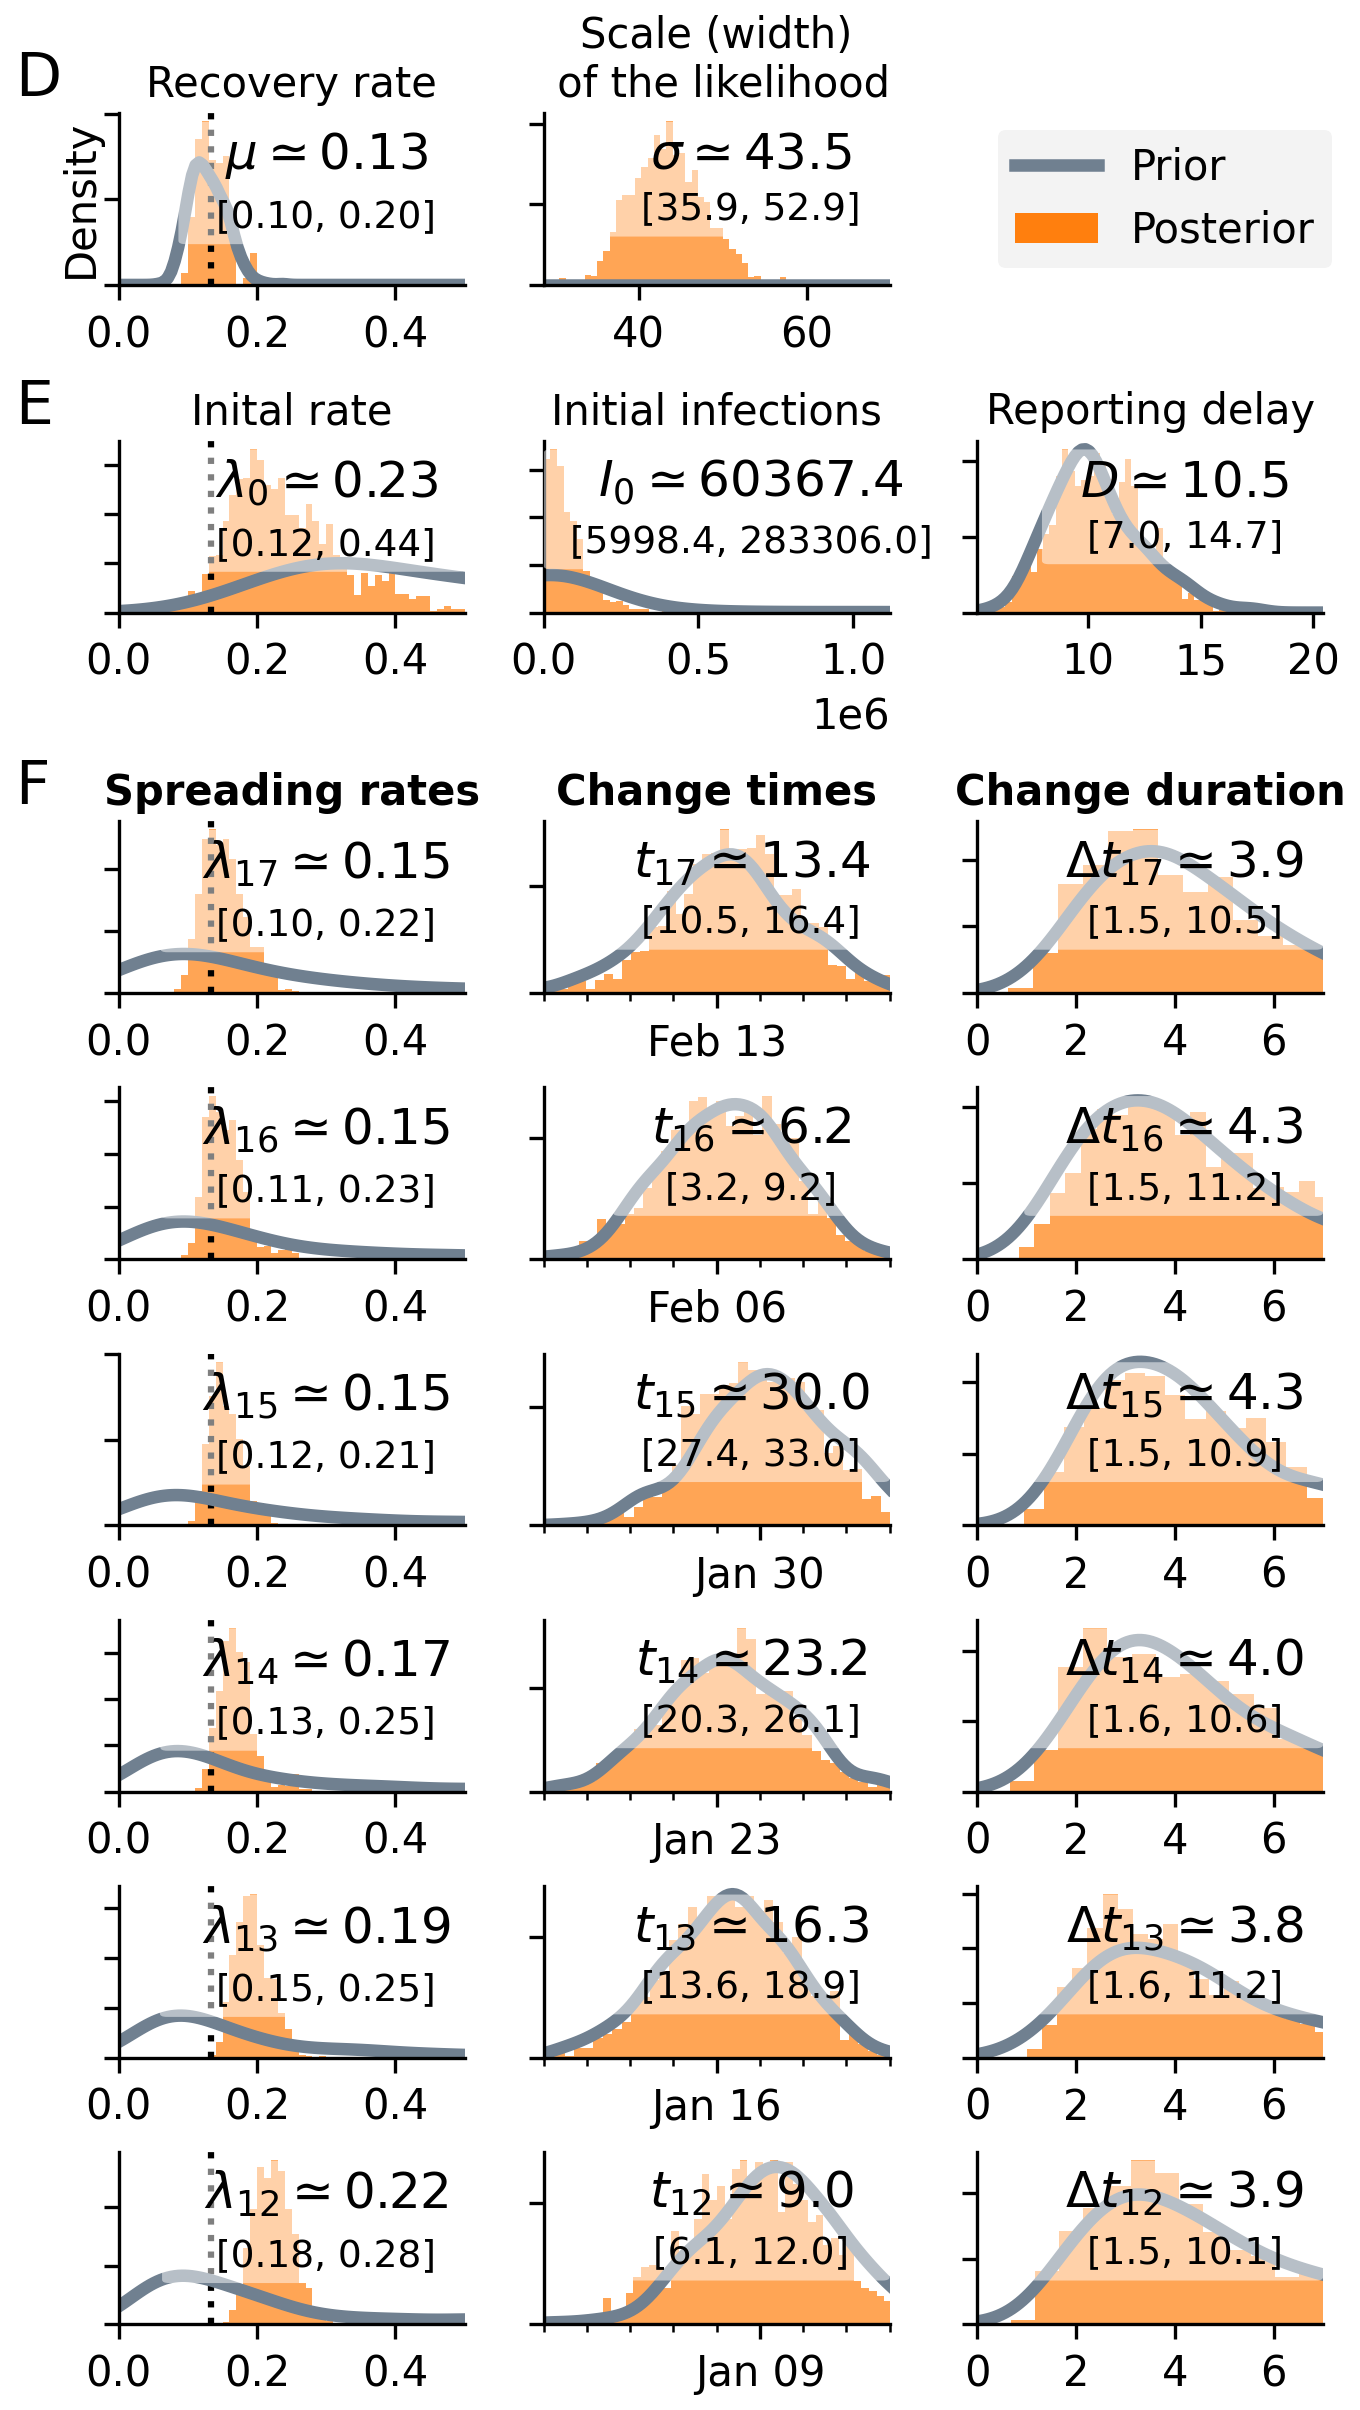 D
Recovery rate
Scale (width)
of the likelihood
Density
μ ≃ 0.13
[0.10, 0.20]
0.0 0.2 0.4
σ ≃ 43.5
[35.9, 52.9]
40 60
Prior
Posterior
E
Inital rate
λ0 ≃ 0.23
[0.12, 0.44]
0.0 0.2 0.4
Initial infections
I0 ≃ 60367.4
[5998.4, 283306.0]
0.0 0.5 1.0
1e6
Reporting delay
D ≃ 10.5
[7.0, 14.7]
10 15 20
F
Spreading rates
Change times
Change duration
λ17 ≃ 0.15
[0.10, 0.22]
0.0 0.2 0.4
t17 ≃ 13.4
[10.5, 16.4]
Feb 13
Δt17 ≃ 3.9
[1.5, 10.5]
0 2 4 6
λ16 ≃ 0.15
[0.11, 0.23]
0.0 0.2 0.4
t16 ≃ 6.2
[3.2, 9.2]
Feb 06
Δt16 ≃ 4.3
[1.5, 11.2]
0 2 4 6
λ15 ≃ 0.15
[0.12, 0.21]
0.0 0.2 0.4
t15 ≃ 30.0
[27.4, 33.0]
Jan 30
Δt15 ≃ 4.3
[1.5, 10.9]
0 2 4 6
λ14 ≃ 0.17
[0.13, 0.25]
0.0 0.2 0.4
t14 ≃ 23.2
[20.3, 26.1]
Jan 23
Δt14 ≃ 4.0
[1.6, 10.6]
0 2 4 6
λ13 ≃ 0.19
[0.15, 0.25]
0.0 0.2 0.4
t13 ≃ 16.3
[13.6, 18.9]
Jan 16
Δt13 ≃ 3.8
[1.6, 11.2]
0 2 4 6
λ12 ≃ 0.22
[0.18, 0.28]
0.0 0.2 0.4
t12 ≃ 9.0
[6.1, 12.0]
Jan 09
Δt12 ≃ 3.9
[1.5, 10.1]
0 2 4 6